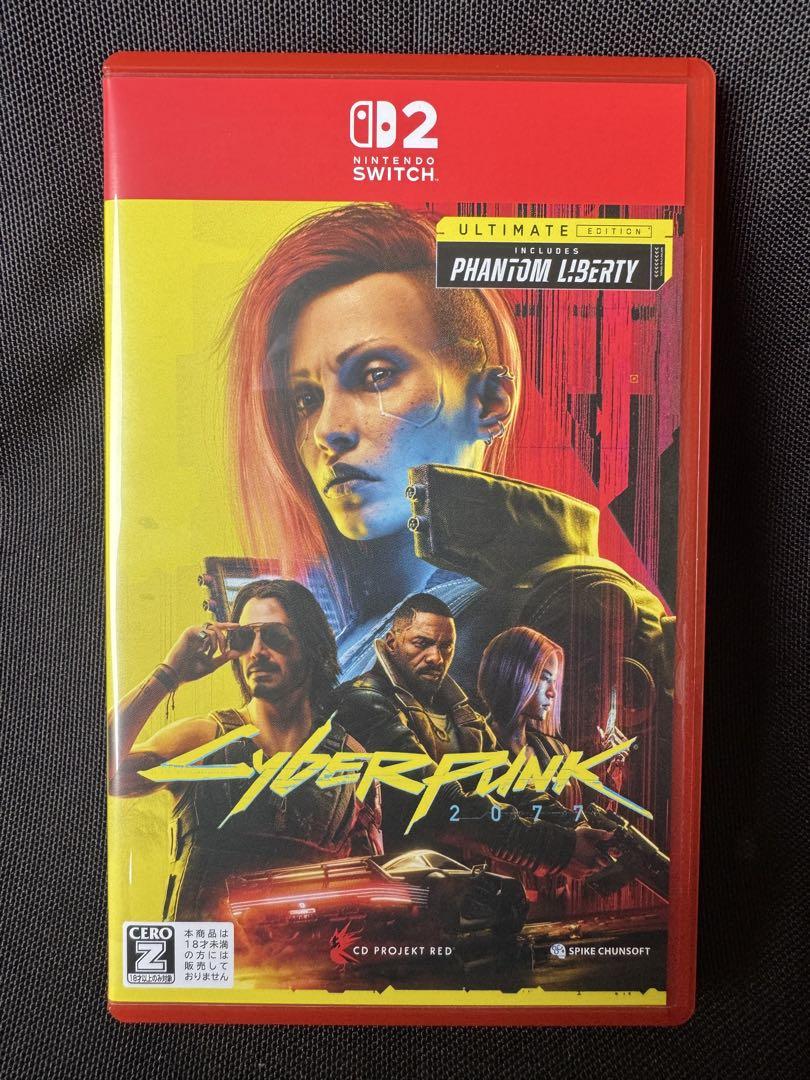 2
NINTENDO
SWITCH™
ULTIMATE EDITION
INCLUDES
PHANTOM L!BERTY
CYBERPUNK®
2077
CERO
Z
18才以上のみ対象
本商品は
18才未満
の方には
販売して
おりません
CD PROJEKT RED®
SPIKE CHUNSOFT